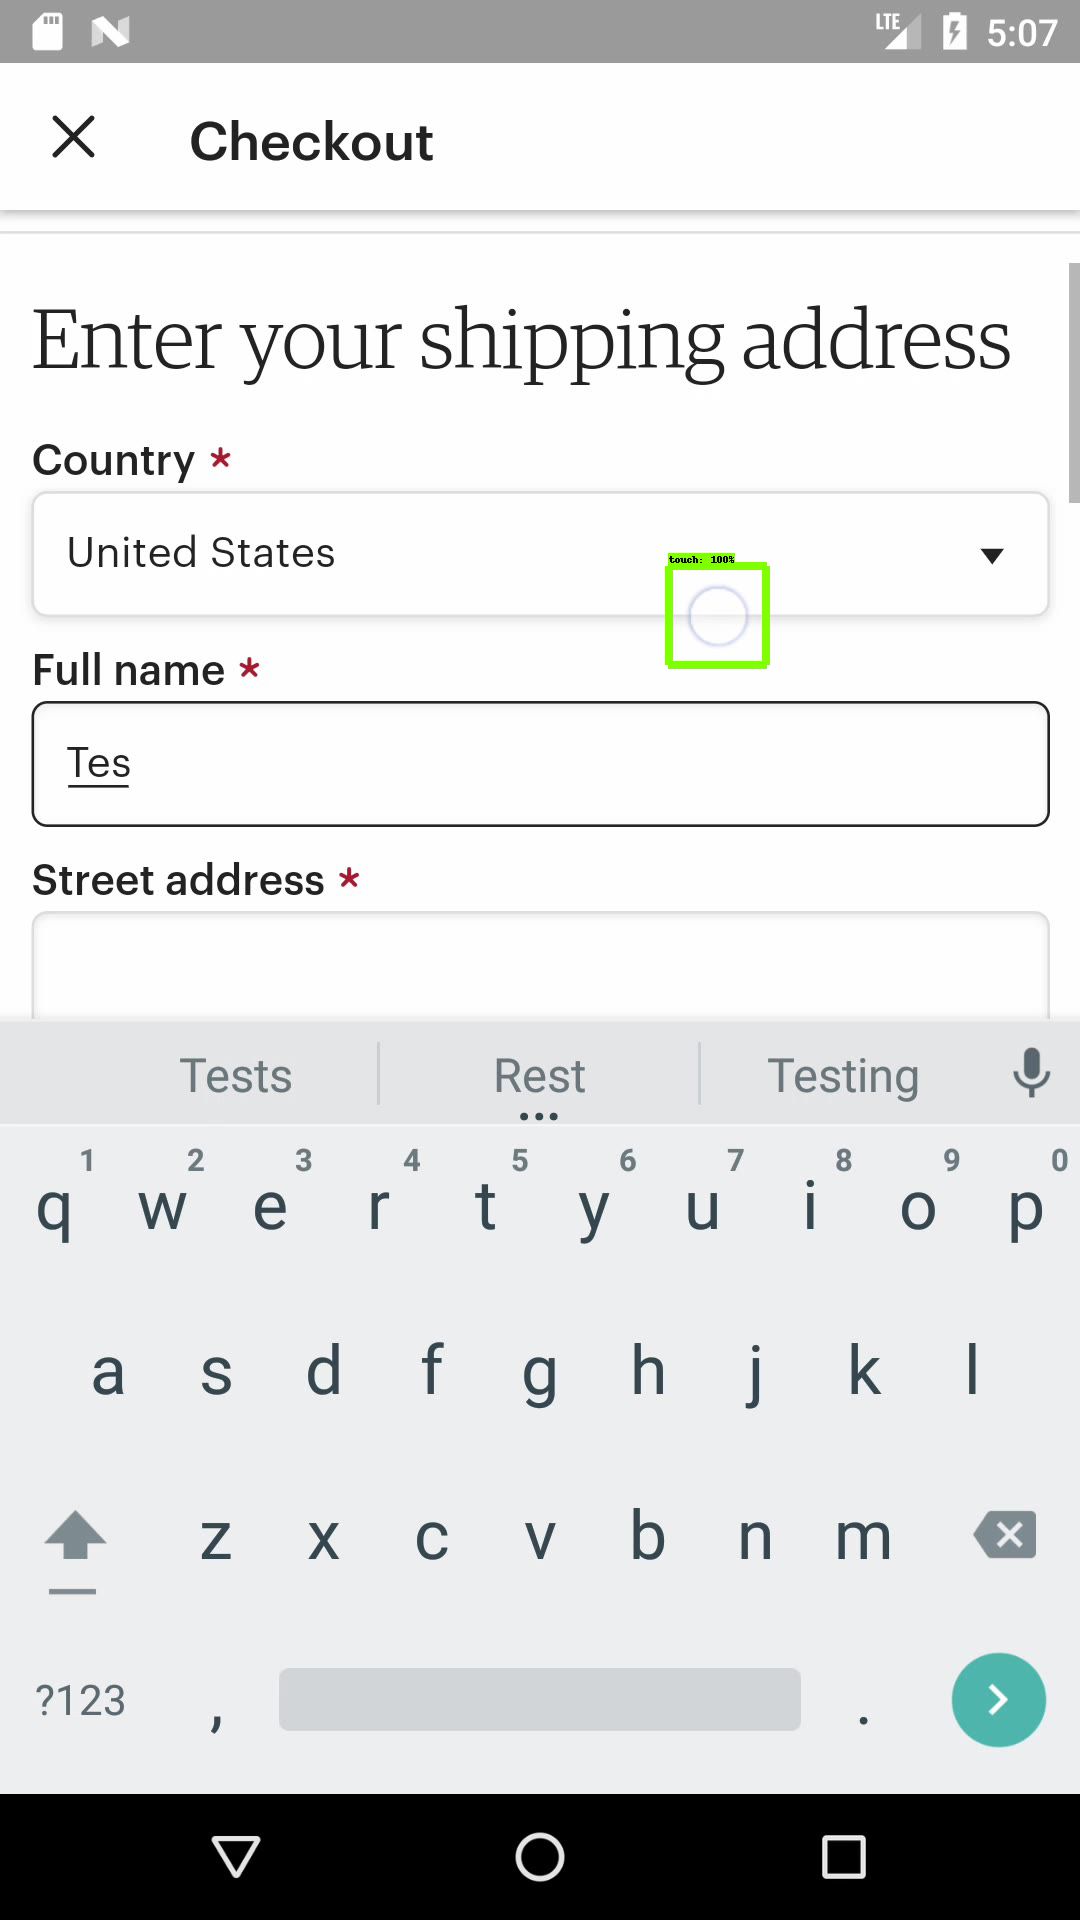 LTE 5:07
Checkout
Enter your shipping address
Country *
United States
touch: 100%
Full name *
Tes
Street address *
Tests Rest Testing
1 2 3 4 5 6 7 8 9 0
q w e r t y u i o p
a s d f g h j k l
z x c v b n m
?123 , .